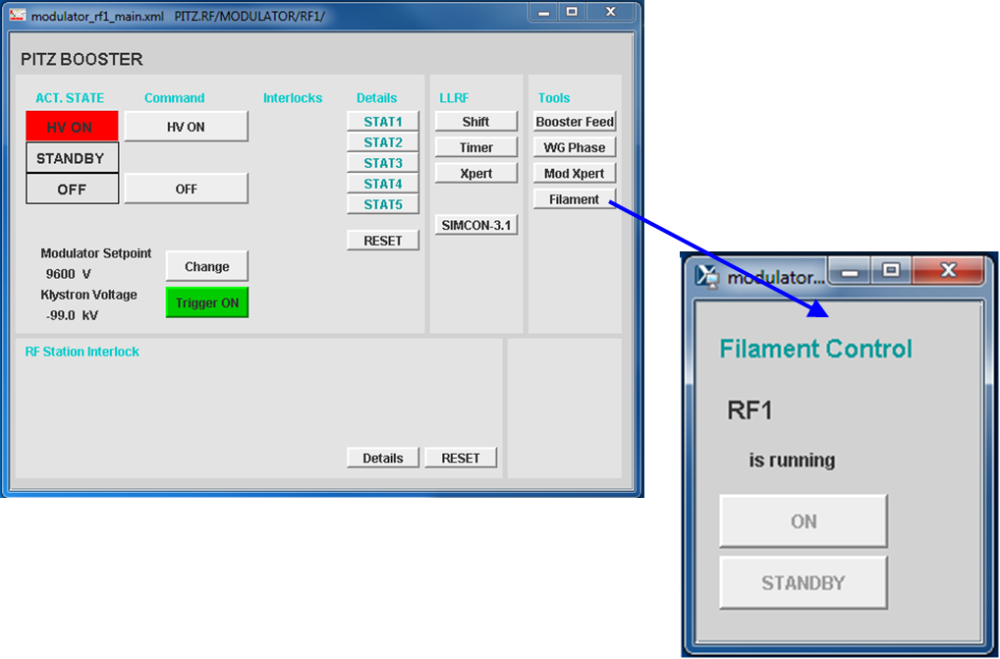 modulator_rf1_main.xml PITZ.RF/MODULATOR/RF1/
PITZ BOOSTER
ACT. STATE Command Interlocks Details LLRF Tools
HV ON HV ON STAT1 Shift Booster Feed
STANDBY STAT2 Timer WG Phase
STAT3 Xpert Mod Xpert
OFF OFF STAT4 Filament
STAT5
SIMCON-3.1
RESET
Modulator Setpoint
9600 V Change
Klystron Voltage
-99.0 kV Trigger ON
RF Station Interlock
Details RESET
modulator...
Filament Control
RF1
is running
ON
STANDBY